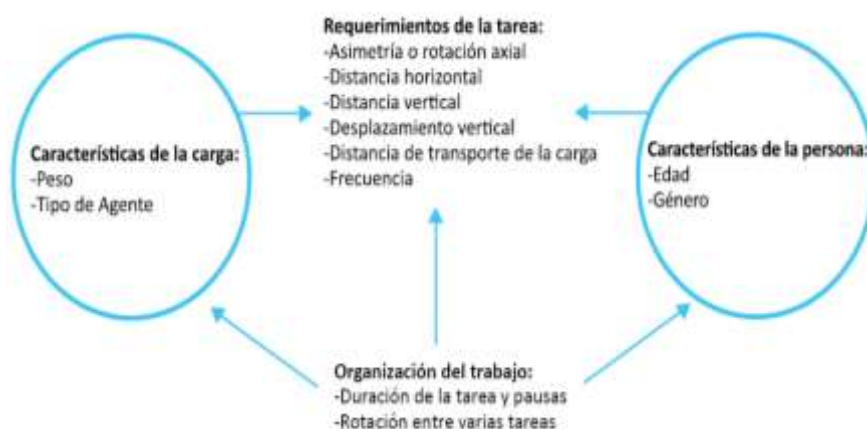 Requerimientos de la tarea:
-Asimetría o rotación axial
-Distancia horizontal
-Distancia vertical
-Desplazamiento vertical
-Distancia de transporte de la carga
-Frecuencia
Características de la carga:
-Peso
-Tipo de Agente
Características de la persona:
-Edad
-Género
Organización del trabajo:
-Duración de la tarea y pausas
-Rotación entre varias tareas